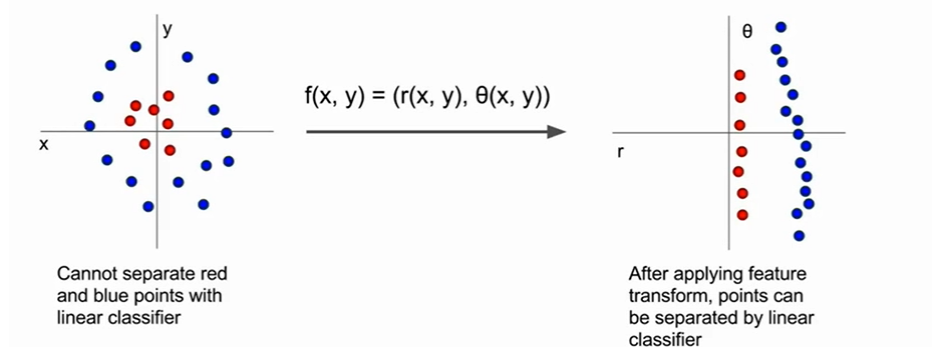 y
x
Cannot separate red
and blue points with
linear classifier
f(x, y) = (r(x, y), θ(x, y))
θ
r
After applying feature
transform, points can
be separated by linear
classifier